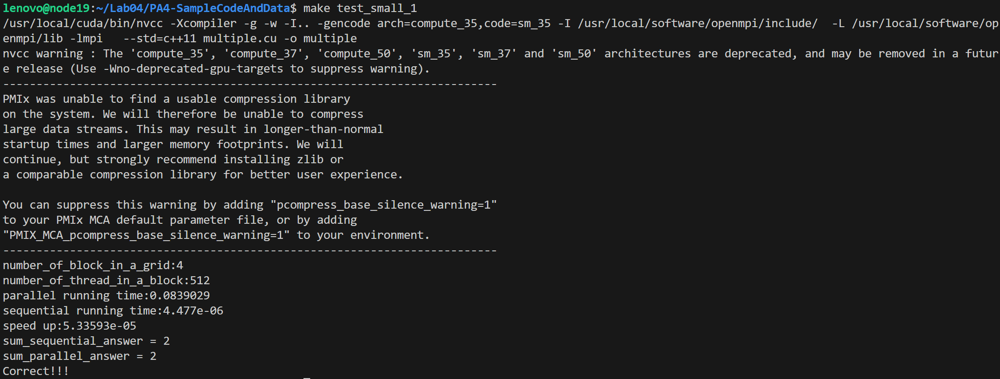 lenovo@node19:~/Lab04/PA4-SampleCodeAndData$ make test_small_1
/usr/local/cuda/bin/nvcc -Xcompiler -g -w -I.. -gencode arch=compute_35,code=sm_35 -I /usr/local/software/openmpi/include/  -L /usr/local/software/op
enmpi/lib -lmpi   --std=c++11 multiple.cu -o multiple
nvcc warning : The 'compute_35', 'compute_37', 'compute_50', 'sm_35', 'sm_37' and 'sm_50' architectures are deprecated, and may be removed in a futur
e release (Use -Wno-deprecated-gpu-targets to suppress warning).
--------------------------------------------------------------------------
PMIx was unable to find a usable compression library
on the system. We will therefore be unable to compress
large data streams. This may result in longer-than-normal
startup times and larger memory footprints. We will
continue, but strongly recommend installing zlib or
a comparable compression library for better user experience.

You can suppress this warning by adding "pcompress_base_silence_warning=1"
to your PMIx MCA default parameter file, or by adding
"PMIX_MCA_pcompress_base_silence_warning=1" to your environment.
--------------------------------------------------------------------------
number_of_block_in_a_grid:4
number_of_thread_in_a_block:512
parallel running time:0.0839029
sequential running time:4.477e-06
speed up:5.33593e-05
sum_sequential_answer = 2
sum_parallel_answer = 2
Correct!!!